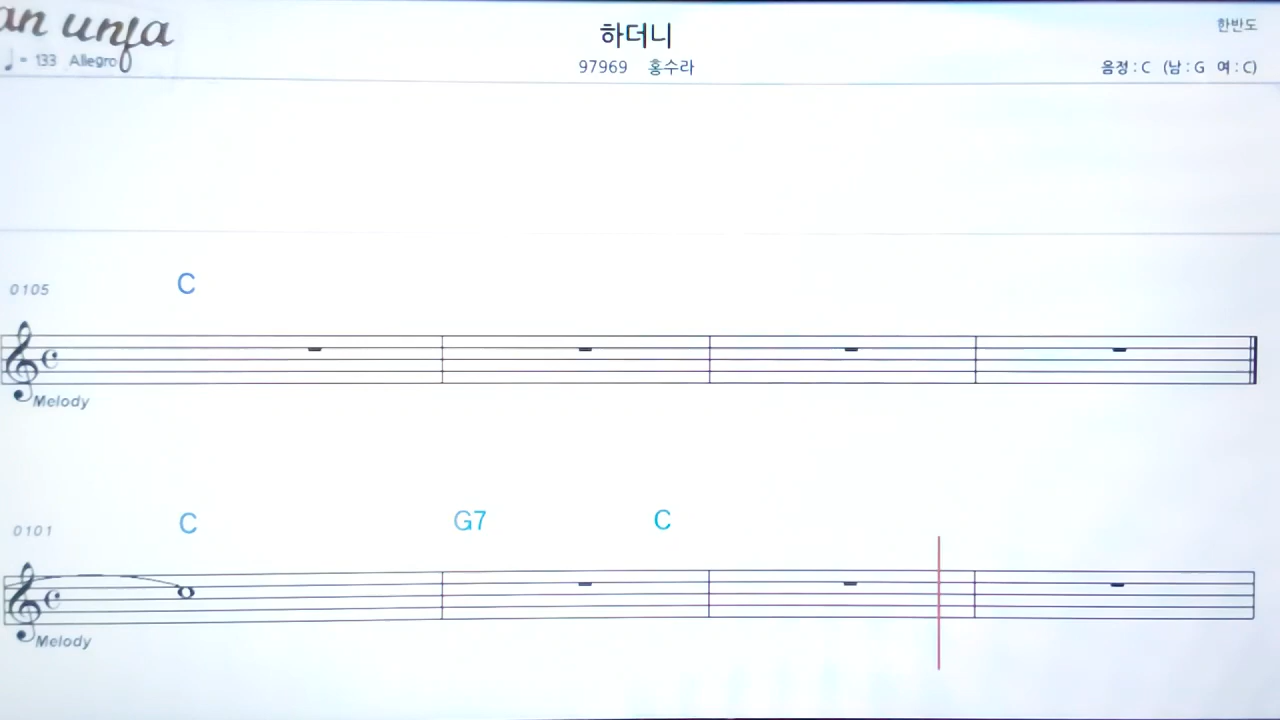 an unfa
하더니
한반도
♩ = 133 Allegro
97969 홍수라
음정 : C (남 : G 여 : C)
0105
C
Melody
0101
C G7 C
Melody